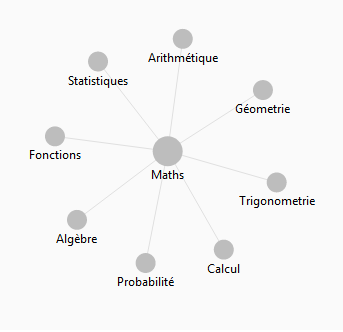 Arithmétique
Statistiques
Géometrie
Fonctions
Maths
Trigonometrie
Algèbre
Calcul
Probabilité